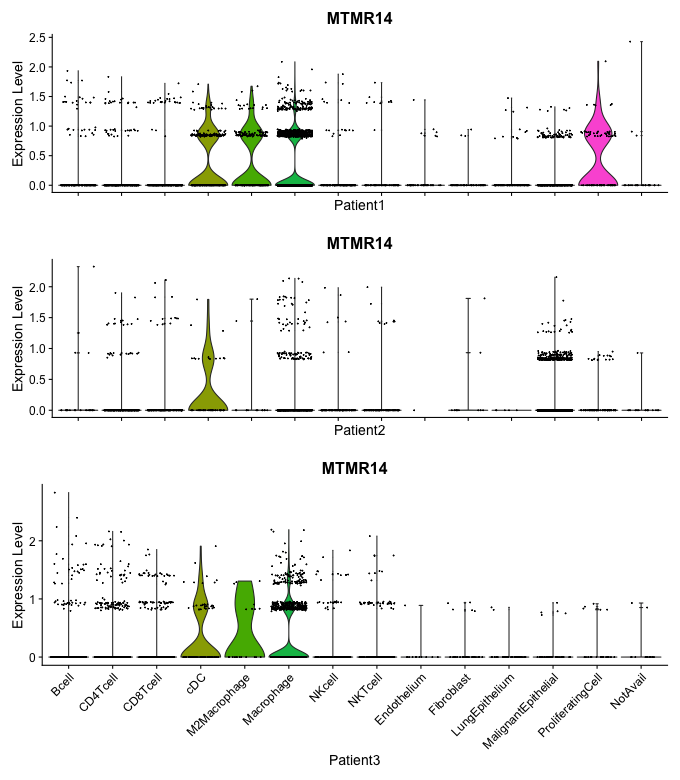 MTMR14
Expression Level
2.5
2.0
1.5
1.0
0.5
0.0
Patient1
MTMR14
Expression Level
2.0
1.5
1.0
0.5
0.0
Patient2
MTMR14
Expression Level
2
1
0
Bcell
CD4Tcell
CD8Tcell
cDC
M2Macrophage
Macrophage
NKcell
NKTcell
Endothelium
Fibroblast
LungEpithelium
MalignantEpithelial
ProliferatingCell
NotAvail
Patient3